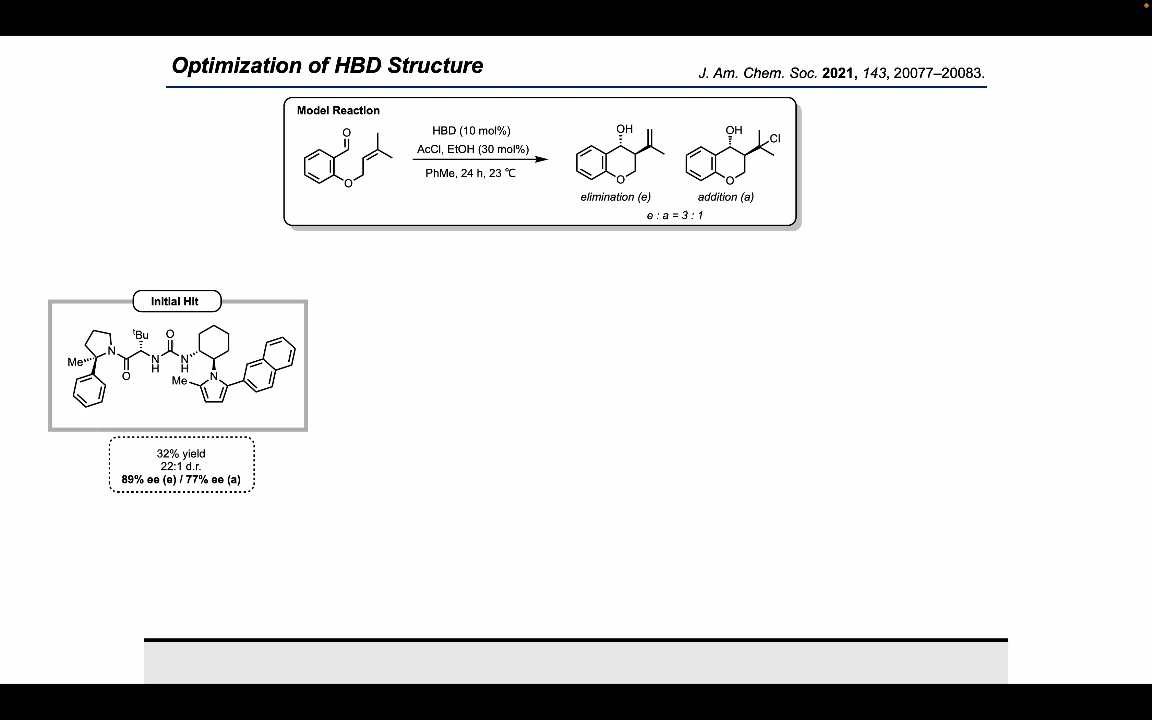 Optimization of HBD Structure
J. Am. Chem. Soc. 2021, 143, 20077–20083.
Model Reaction
O
O
HBD (10 mol%)
AcCl, EtOH (30 mol%)
PhMe, 24 h, 23 ℃
OH
O
elimination (e)
OH
Cl
O
addition (a)
e : a = 3 : 1
Initial Hit
Me
N
O
tBu
N
H
O
N
H
N
Me
32% yield
22:1 d.r.
89% ee (e) / 77% ee (a)